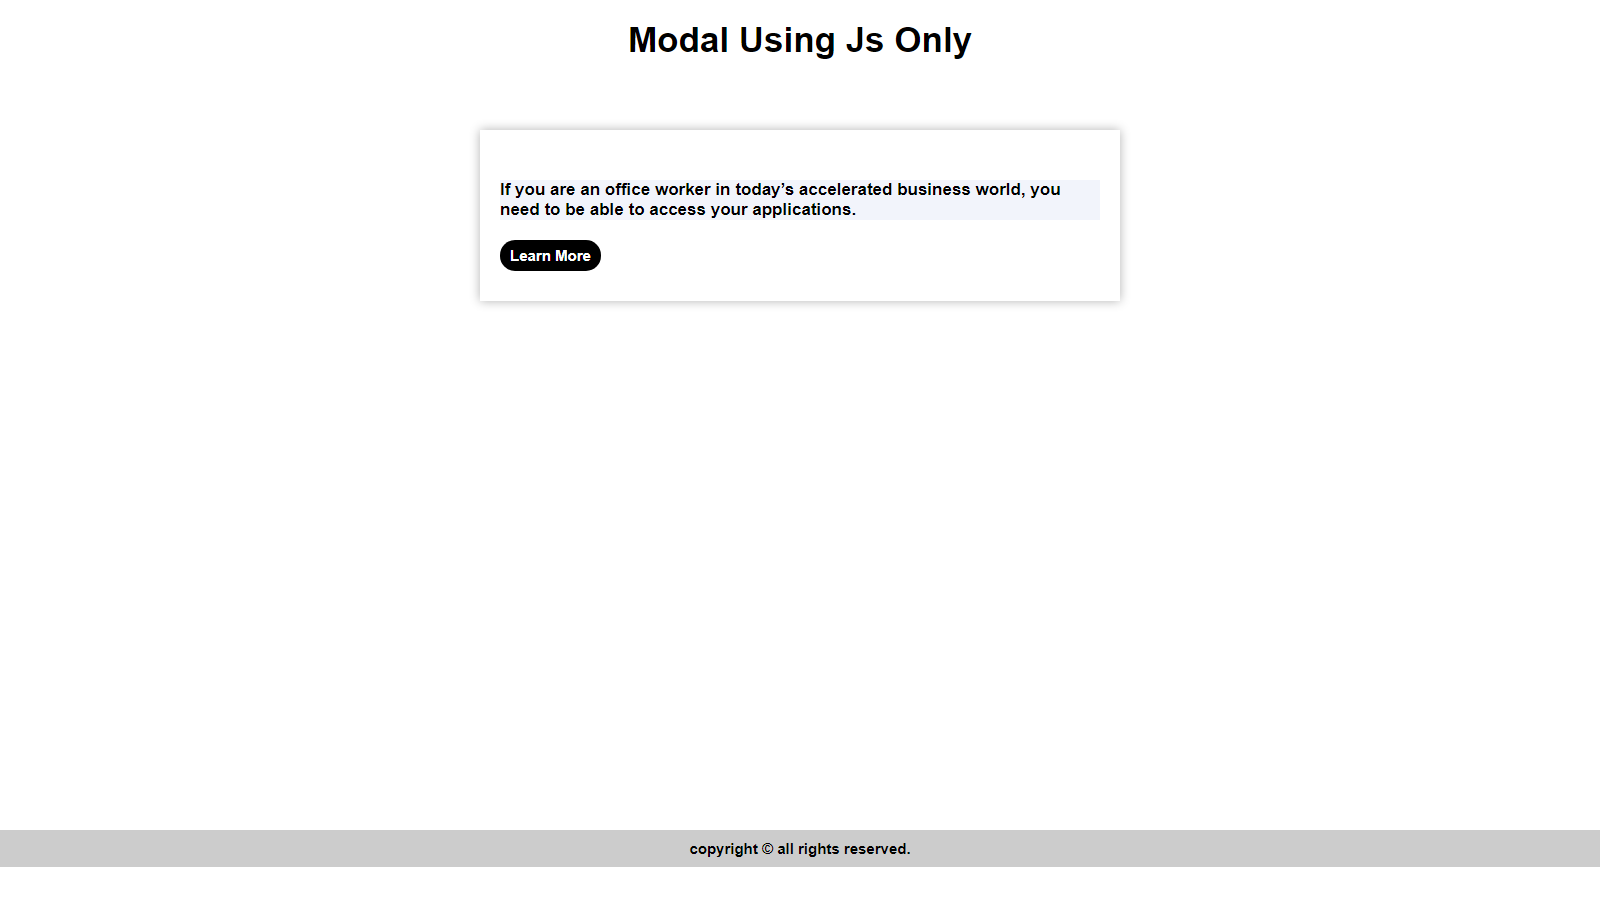 Modal Using Js Only
If you are an office worker in today’s accelerated business world, you
need to be able to access your applications.
Learn More
copyright © all rights reserved.